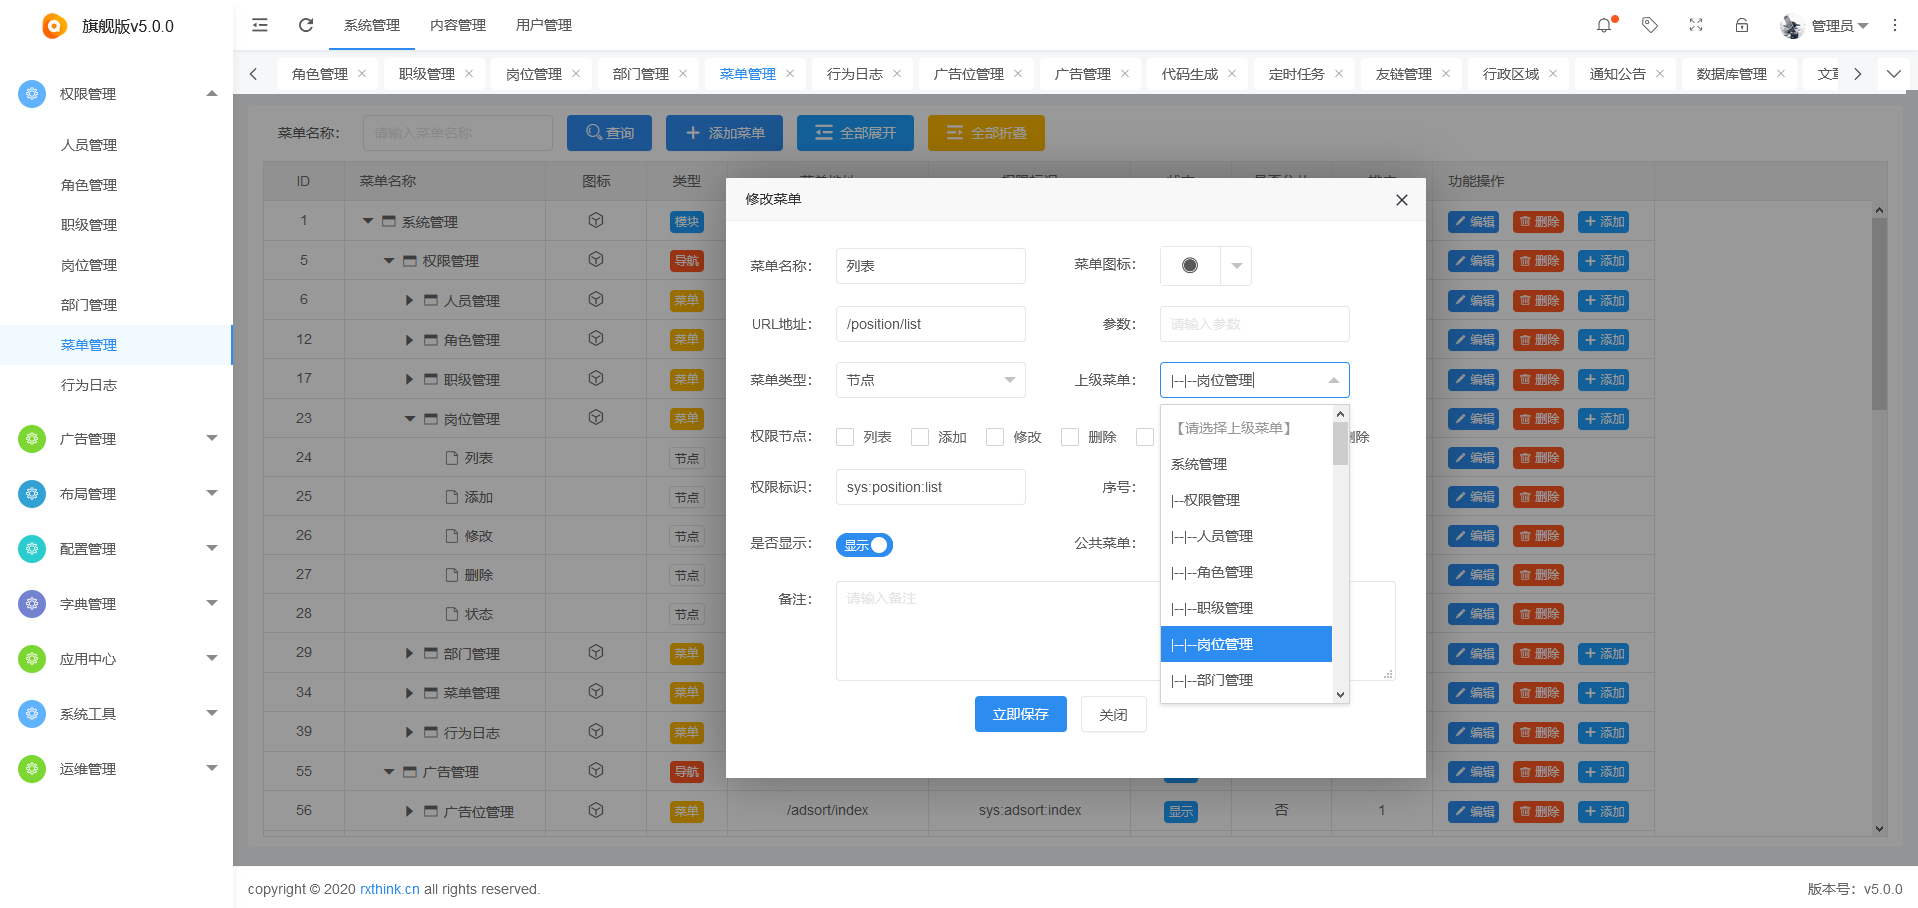 旗舰版v5.0.0
系统管理 内容管理 用户管理
管理员
角色管理 职级管理 岗位管理 部门管理 菜单管理 行为日志 广告位管理 广告管理 代码生成 定时任务 友链管理 行政区域 通知公告 数据库管理
权限管理
人员管理
角色管理
职级管理
岗位管理
部门管理
菜单管理
行为日志
广告管理
布局管理
配置管理
字典管理
应用中心
系统工具
运维管理
菜单名称： 请输入菜单名称 查询 添加菜单 全部展开 全部折叠
ID 菜单名称 图标 类型 功能操作
1 系统管理 模块 编辑 删除 添加
5 权限管理 导航 编辑 删除 添加
6 人员管理 菜单 编辑 删除 添加
12 角色管理 菜单 编辑 删除 添加
17 职级管理 菜单 编辑 删除 添加
23 岗位管理 菜单 编辑 删除 添加
24 列表 节点 编辑 删除
25 添加 节点 编辑 删除
26 修改 节点 编辑 删除
27 删除 节点 编辑 删除
28 状态 节点 编辑 删除
29 部门管理 菜单 编辑 删除 添加
34 菜单管理 菜单 编辑 删除 添加
39 行为日志 菜单 编辑 删除 添加
55 广告管理 导航 编辑 删除 添加
56 广告位管理 菜单 /adsort/index sys:adsort:index 显示 否 1 编辑 删除 添加
修改菜单
菜单名称： 列表 菜单图标：
URL地址： /position/list 参数： 请输入参数
菜单类型： 节点 上级菜单： |--|--岗位管理
权限节点： 列表 添加 修改 删除 删除
权限标识： sys:position:list 序号：
是否显示： 显示 公共菜单：
备注： 请输入备注
【请选择上级菜单】
系统管理
|--权限管理
|--|--人员管理
|--|--角色管理
|--|--职级管理
|--|--岗位管理
|--|--部门管理
立即保存 关闭
copyright © 2020 rxthink.cn all rights reserved.
版本号：v5.0.0